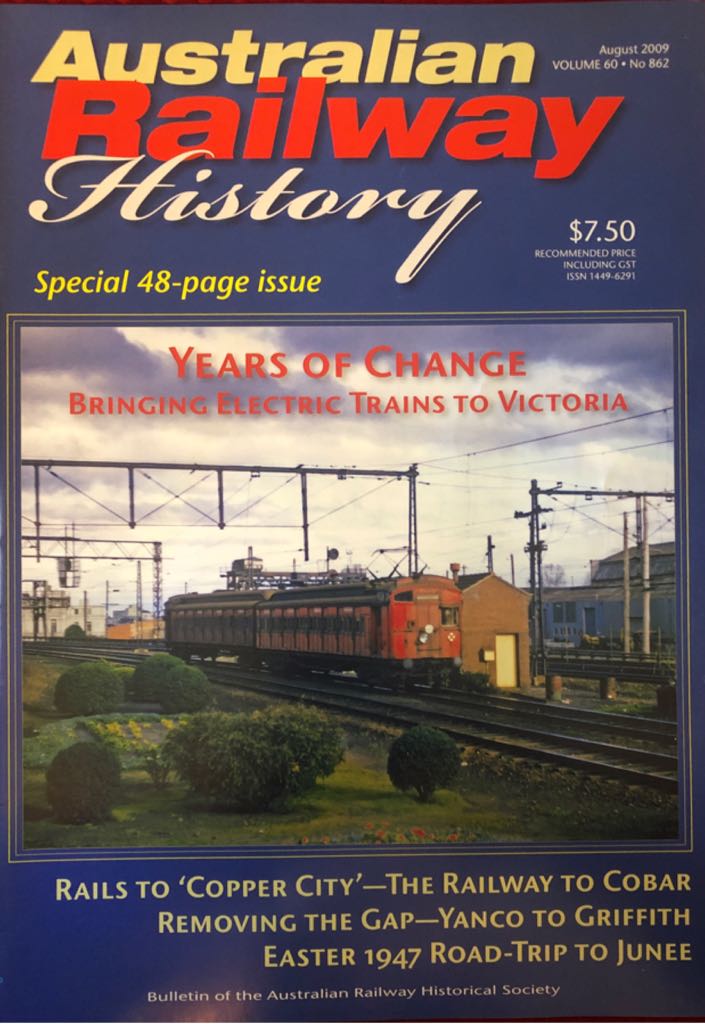 Australian
Railway
History
August 2009
VOLUME 60 • No 862
$7.50
RECOMMENDED PRICE
INCLUDING GST
ISSN 1449-6291
Special 48-page issue
YEARS OF CHANGE
BRINGING ELECTRIC TRAINS TO VICTORIA
RAILS TO ‘COPPER CITY’—THE RAILWAY TO COBAR
REMOVING THE GAP—YANCO TO GRIFFITH
EASTER 1947 ROAD-TRIP TO JUNEE
Bulletin of the Australian Railway Historical Society